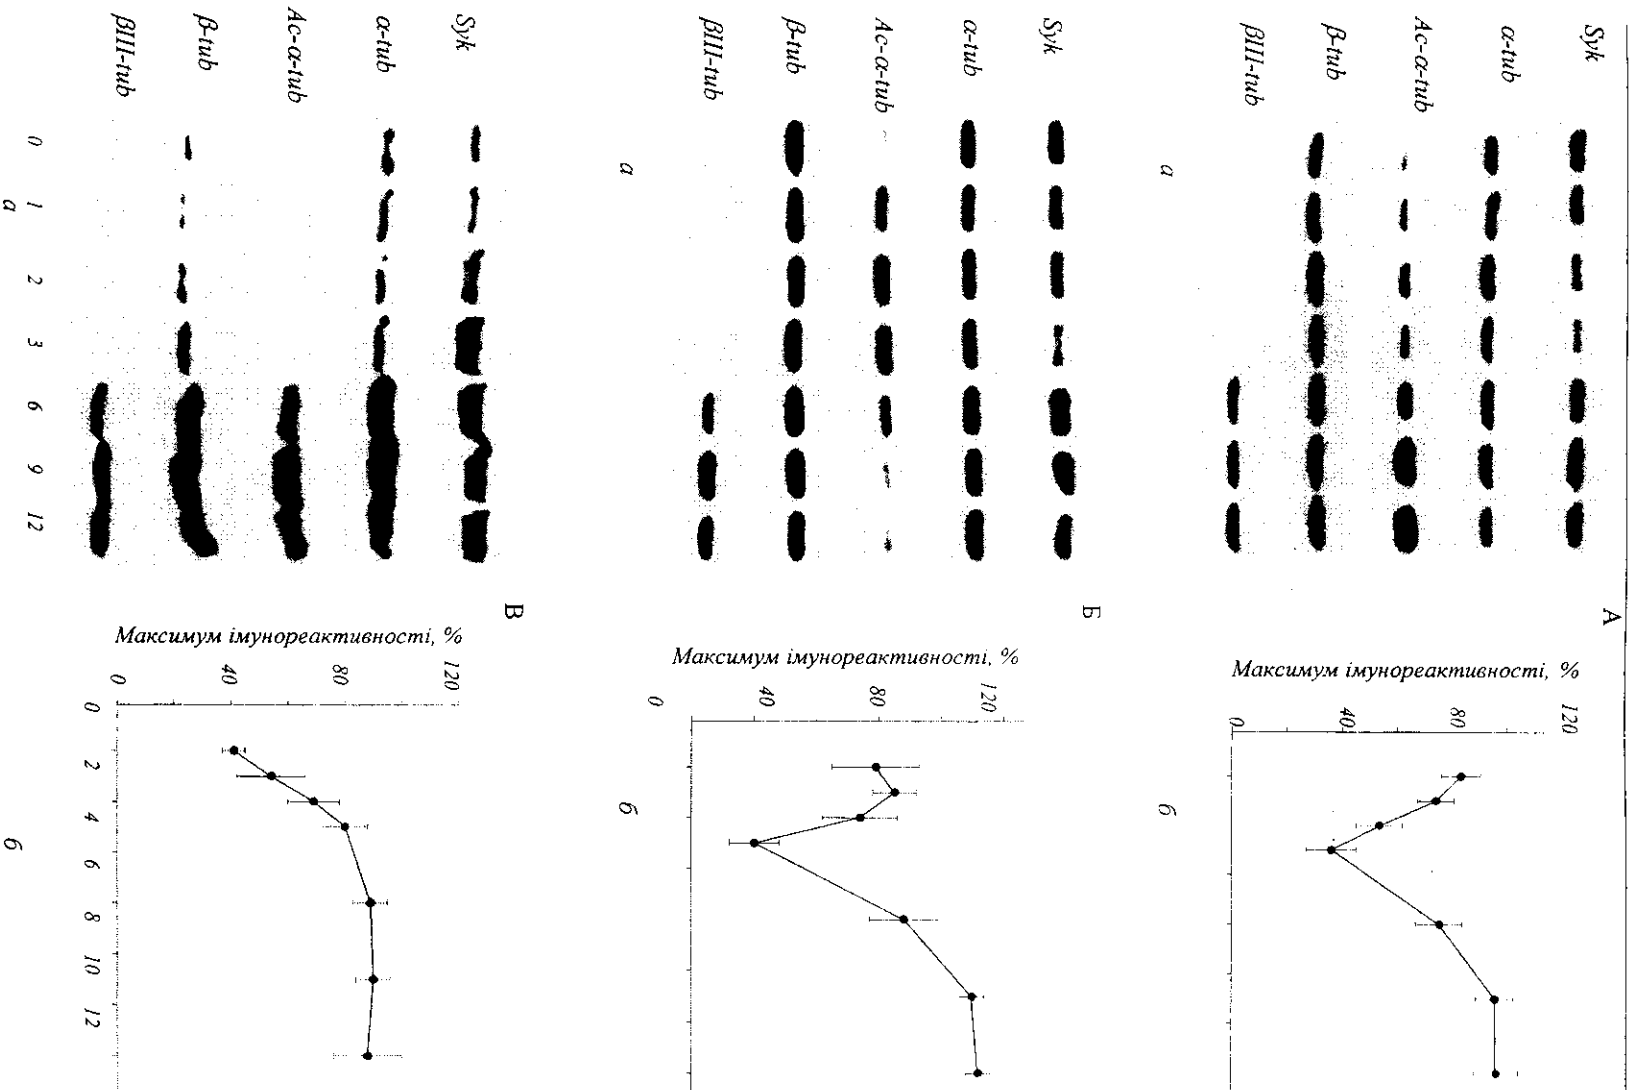 А
Syk
α-tub
Ac-α-tub
β-tub
βIII-tub
а
Максимум імунореактивності, %
120
80
40
0
б
Б
Syk
α-tub
Ac-α-tub
β-tub
βIII-tub
а
Максимум імунореактивності, %
120
80
40
0
б
В
Syk
α-tub
Ac-α-tub
β-tub
βIII-tub
0 1 2 3 6 9 12
а
Максимум імунореактивності, %
120
80
40
0
0 2 4 6 8 10 12
б